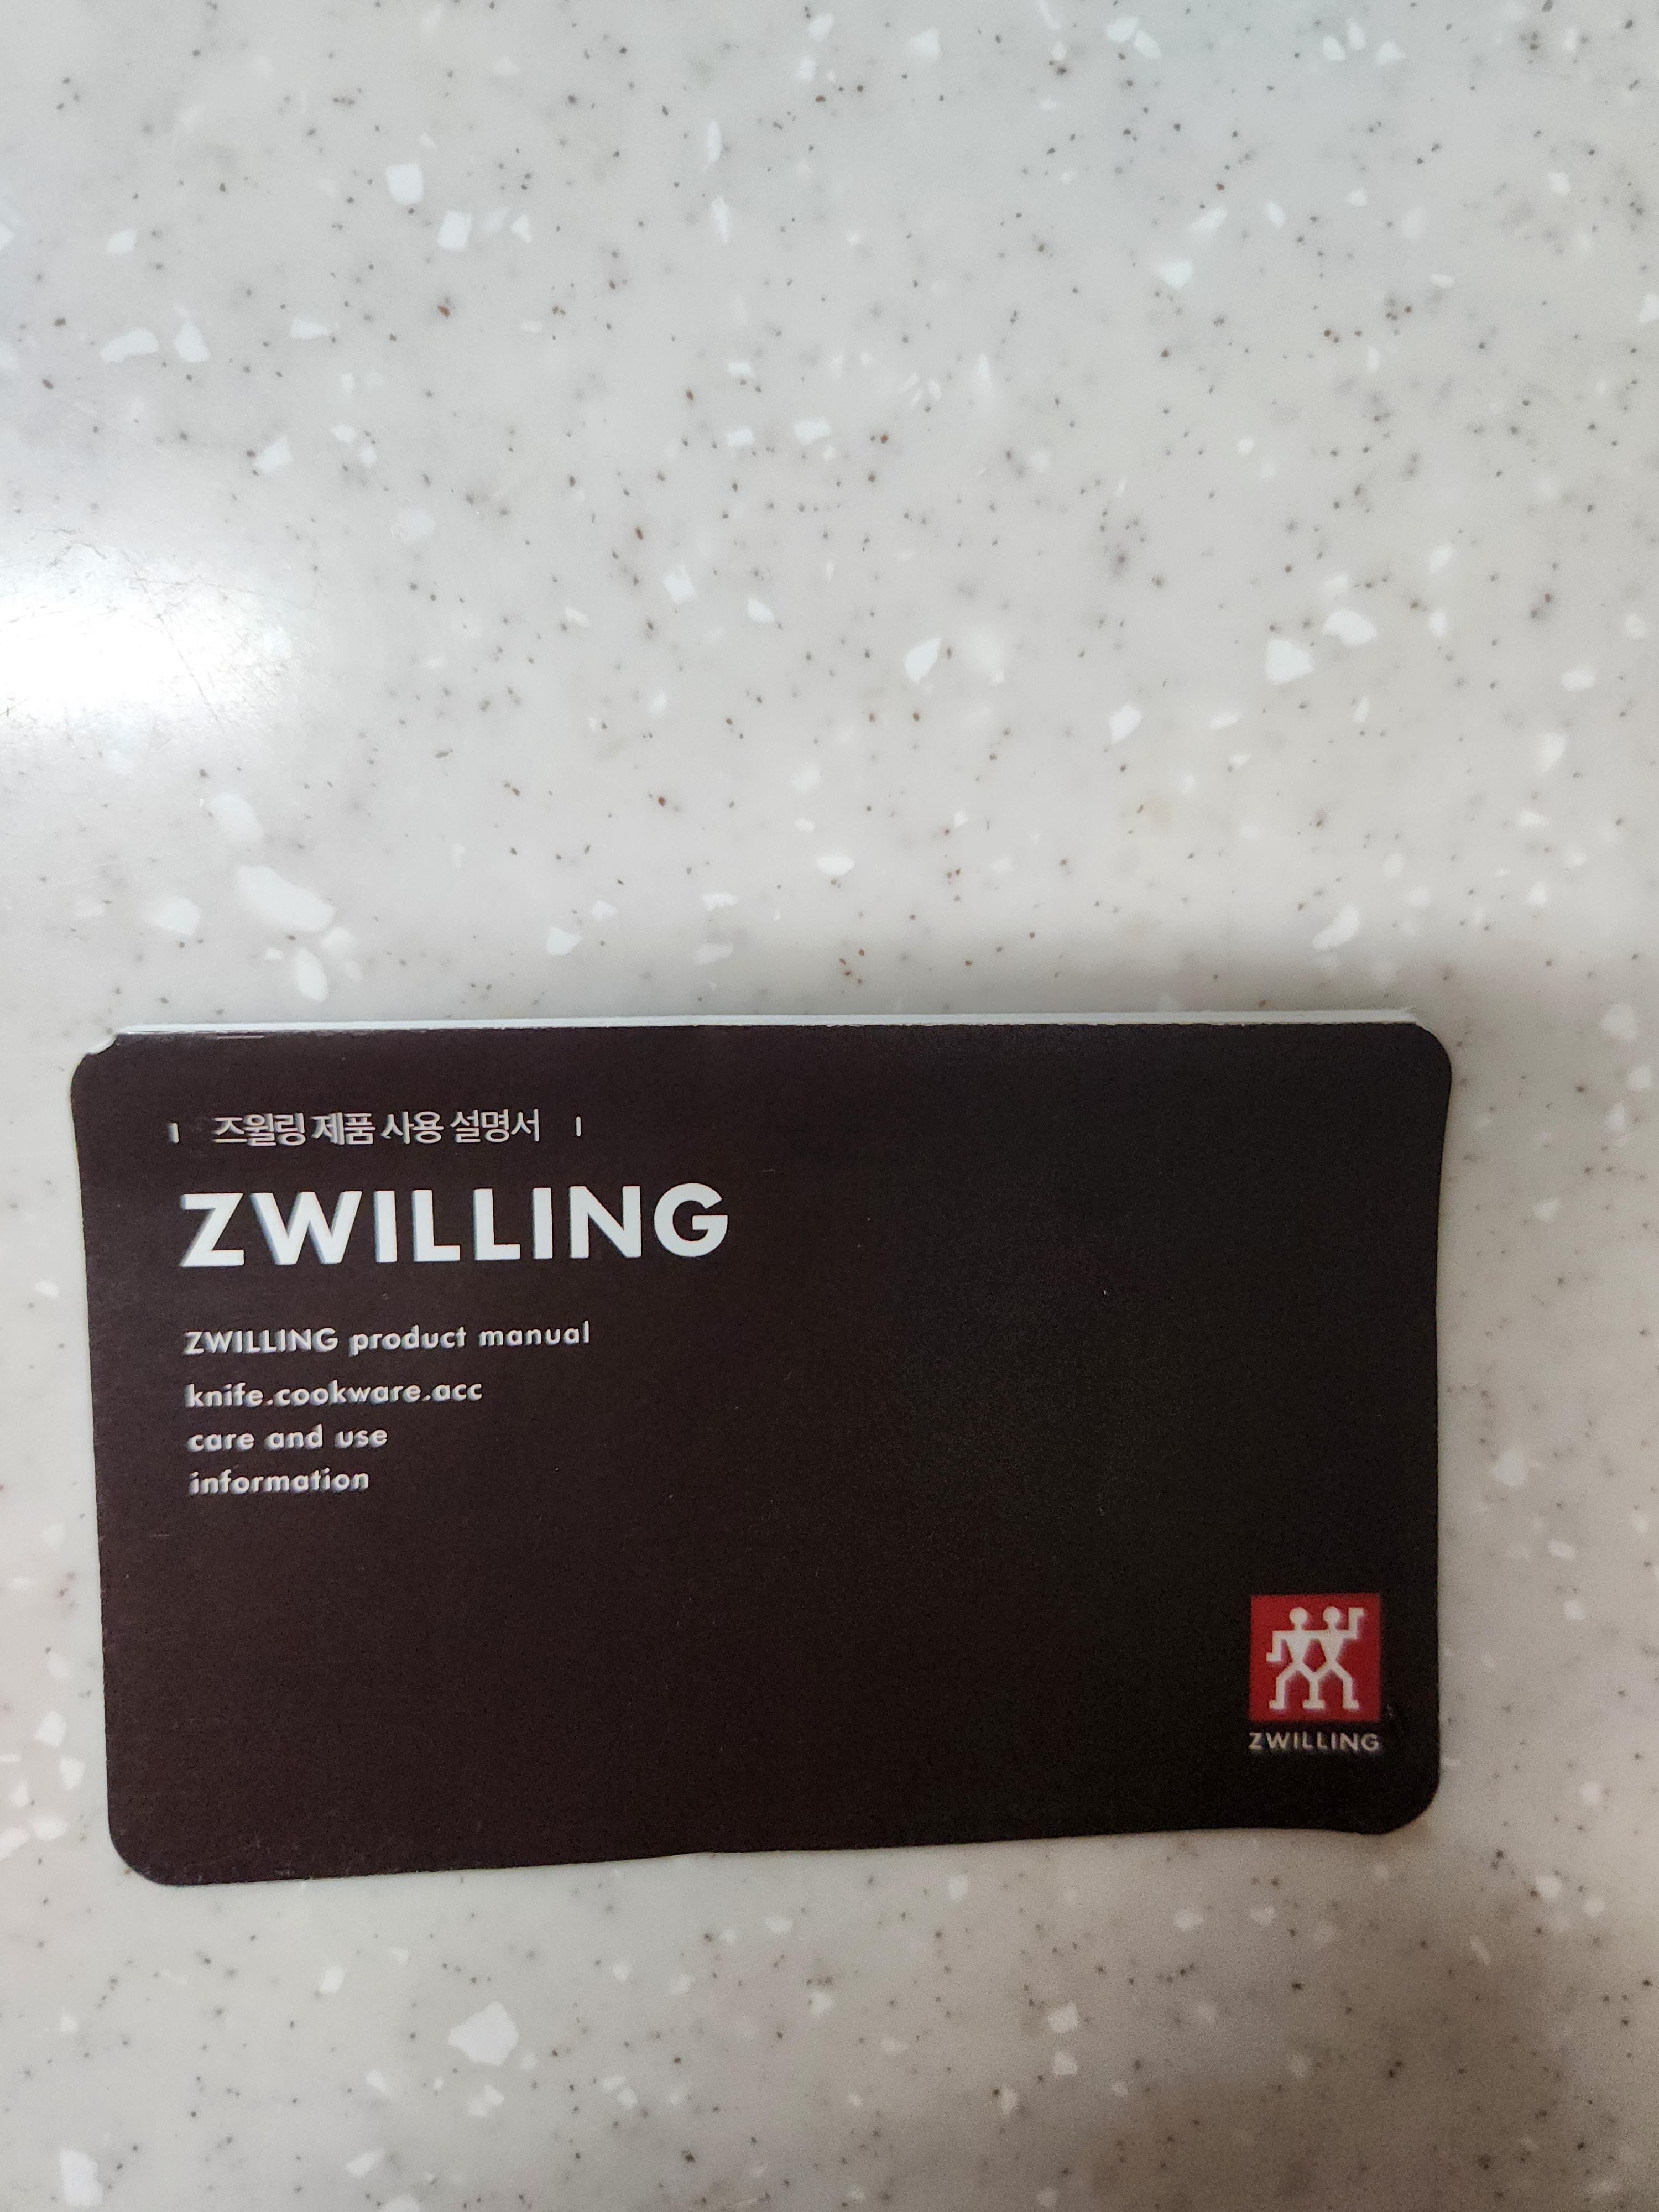 I 즈윌링 제품 사용 설명서 I
ZWILLING
ZWILLING product manual
knife.cookware.acc
care and use
information
ZWILLING